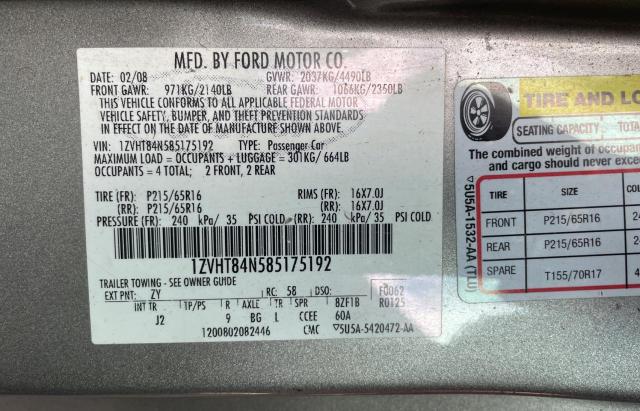 MFD. BY FORD MOTOR CO.
DATE: 02/08 GVWR: 2037KG/4490LB
FRONT GAWR: 971KG/2140LB REAR GAWR: 1066KG/2350LB
THIS VEHICLE CONFORMS TO ALL APPLICABLE FEDERAL MOTOR
VEHICLE SAFETY, BUMPER, AND THEFT PREVENTION STANDARDS
IN EFFECT ON THE DATE OF MANUFACTURE SHOWN ABOVE.
VIN: 1ZVHT84N585175192 TYPE: Passenger Car
MAXIMUM LOAD = OCCUPANTS + LUGGAGE = 301KG/ 664LB
OCCUPANTS = 4 TOTAL; 2 FRONT, 2 REAR
TIRE (FR): P215/65R16 RIMS (FR): 16X7.0J
(RR): P215/65R16 (RR): 16X7.0J
PRESSURE (FR): 240 kPa/ 35 PSI COLD (RR): 240 kPa/ 35 PSI COLD
1ZVHT84N585175192
TRAILER TOWING - SEE OWNER GUIDE
EXT PNT: ZY RC: 58 DSO: F0062
INT TR TP/PS R AXLE TR SPR 8ZF1B R0125
J2 9 BG L CCEE 60A
1200802082446 CMC ▽5U5A-5420472-AA
TIRE AND LO
SEATING CAPACITY TOTA
The combined weight of occupan
and cargo should never excee
TIRE SIZE
FRONT P215/65R16 2
REAR P215/65R16 2
SPARE T155/70R17 4
▽5U5A-1532-AA (TLU)